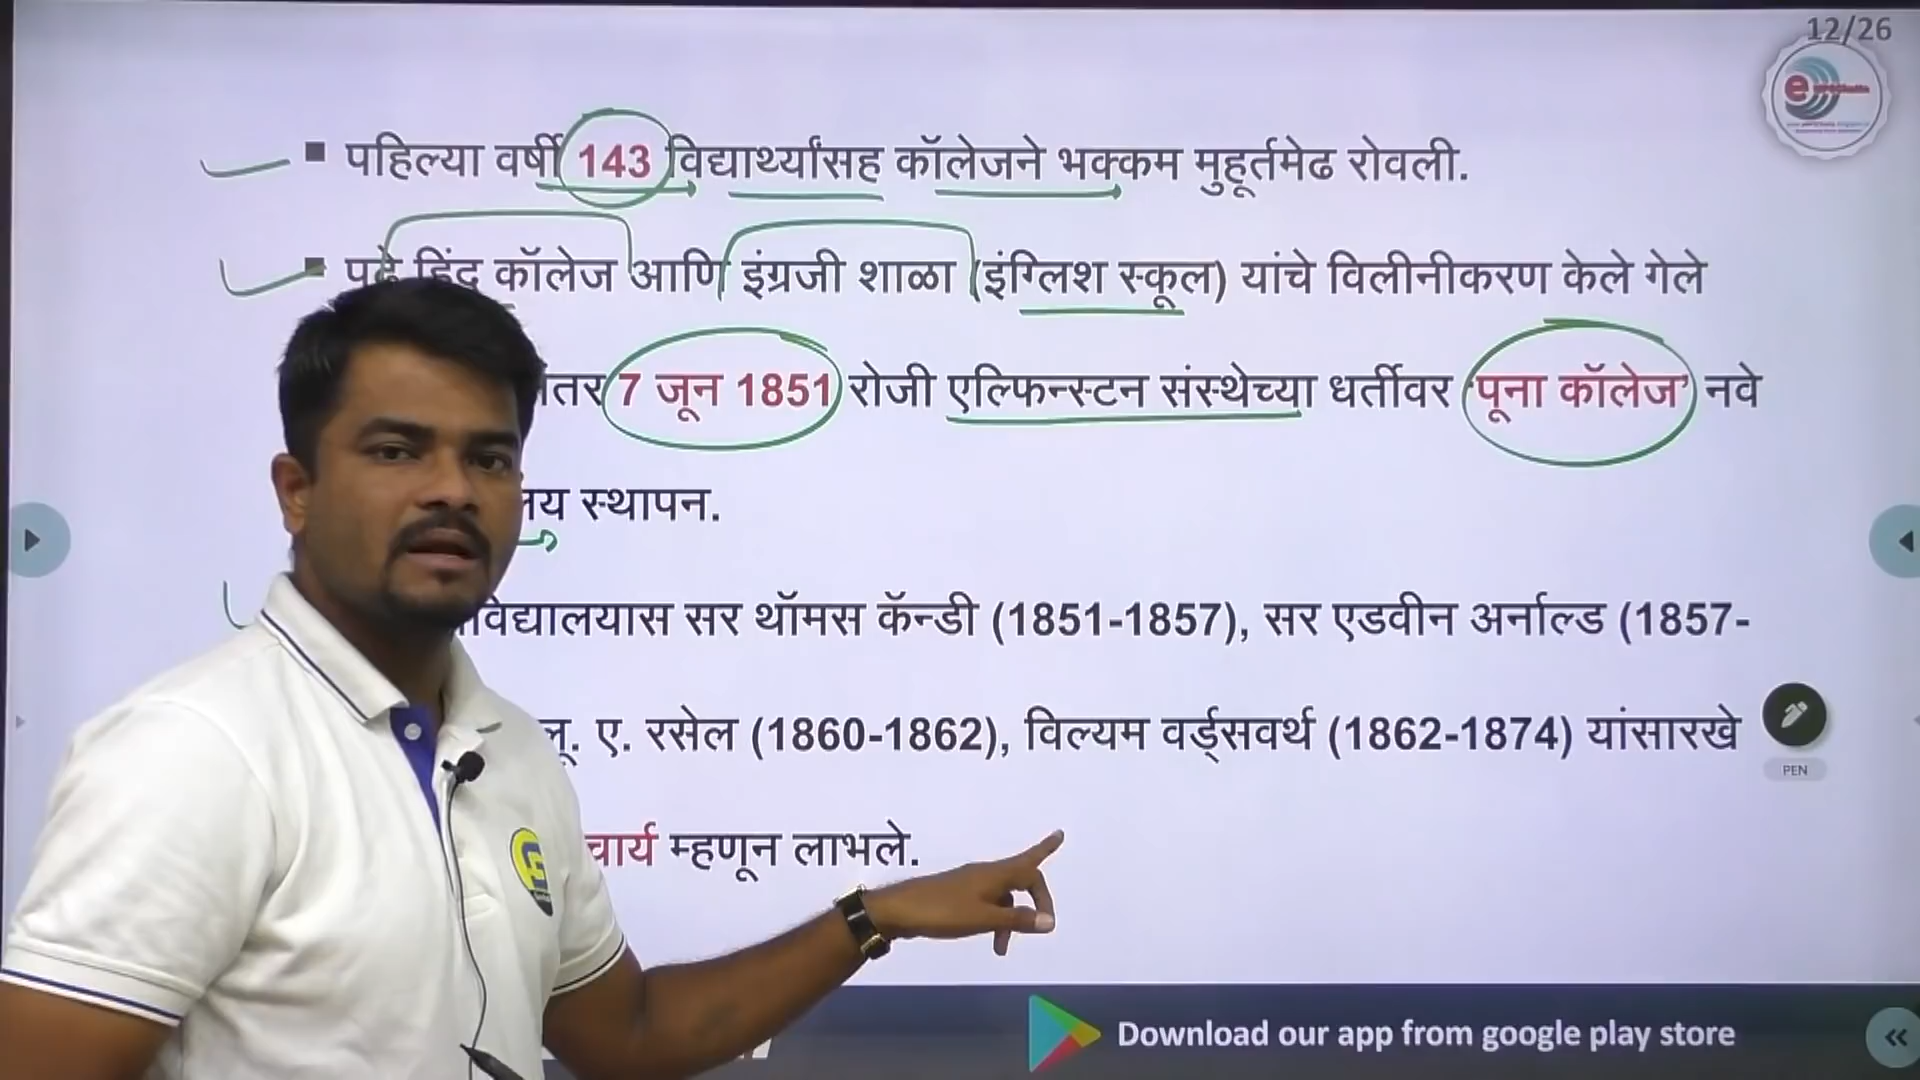 12/26
▪ पहिल्या वर्षी 143 विद्यार्थ्यांसह कॉलेजने भक्कम मुहूर्तमेढ रोवली.
▪ पुढे हिंदू कॉलेज आणि इंग्रजी शाळा (इंग्लिश स्कूल) यांचे विलीनीकरण केले गेले
7 जून 1851 रोजी एल्फिन्स्टन संस्थेच्या धर्तीवर 'पूना कॉलेज' नवे
स्थापन.
सर थॉमस कॅन्डी (1851-1857), सर एडवीन अर्नाल्ड (1857-
ए. रसेल (1860-1862), विल्यम वर्ड्सवर्थ (1862-1874) यांसारखे
म्हणून लाभले.
PEN
Download our app from google play store